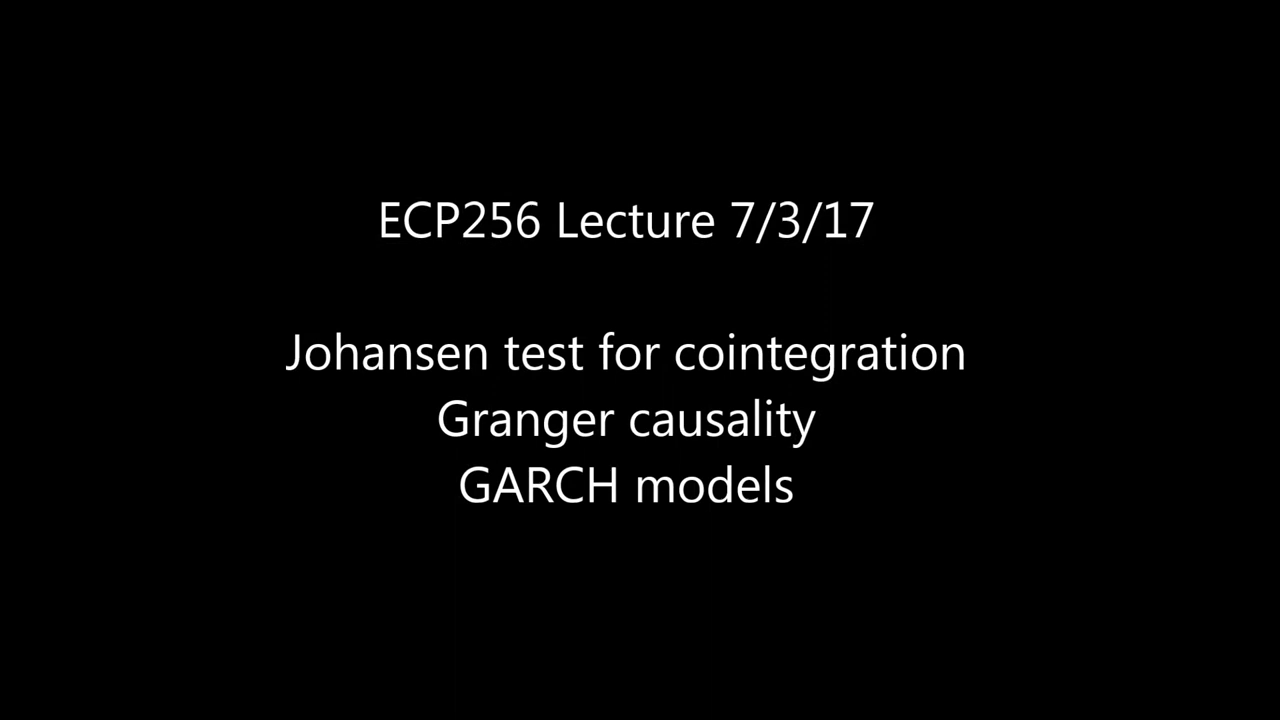 ECP256 Lecture 7/3/17
Johansen test for cointegration
Granger causality
GARCH models